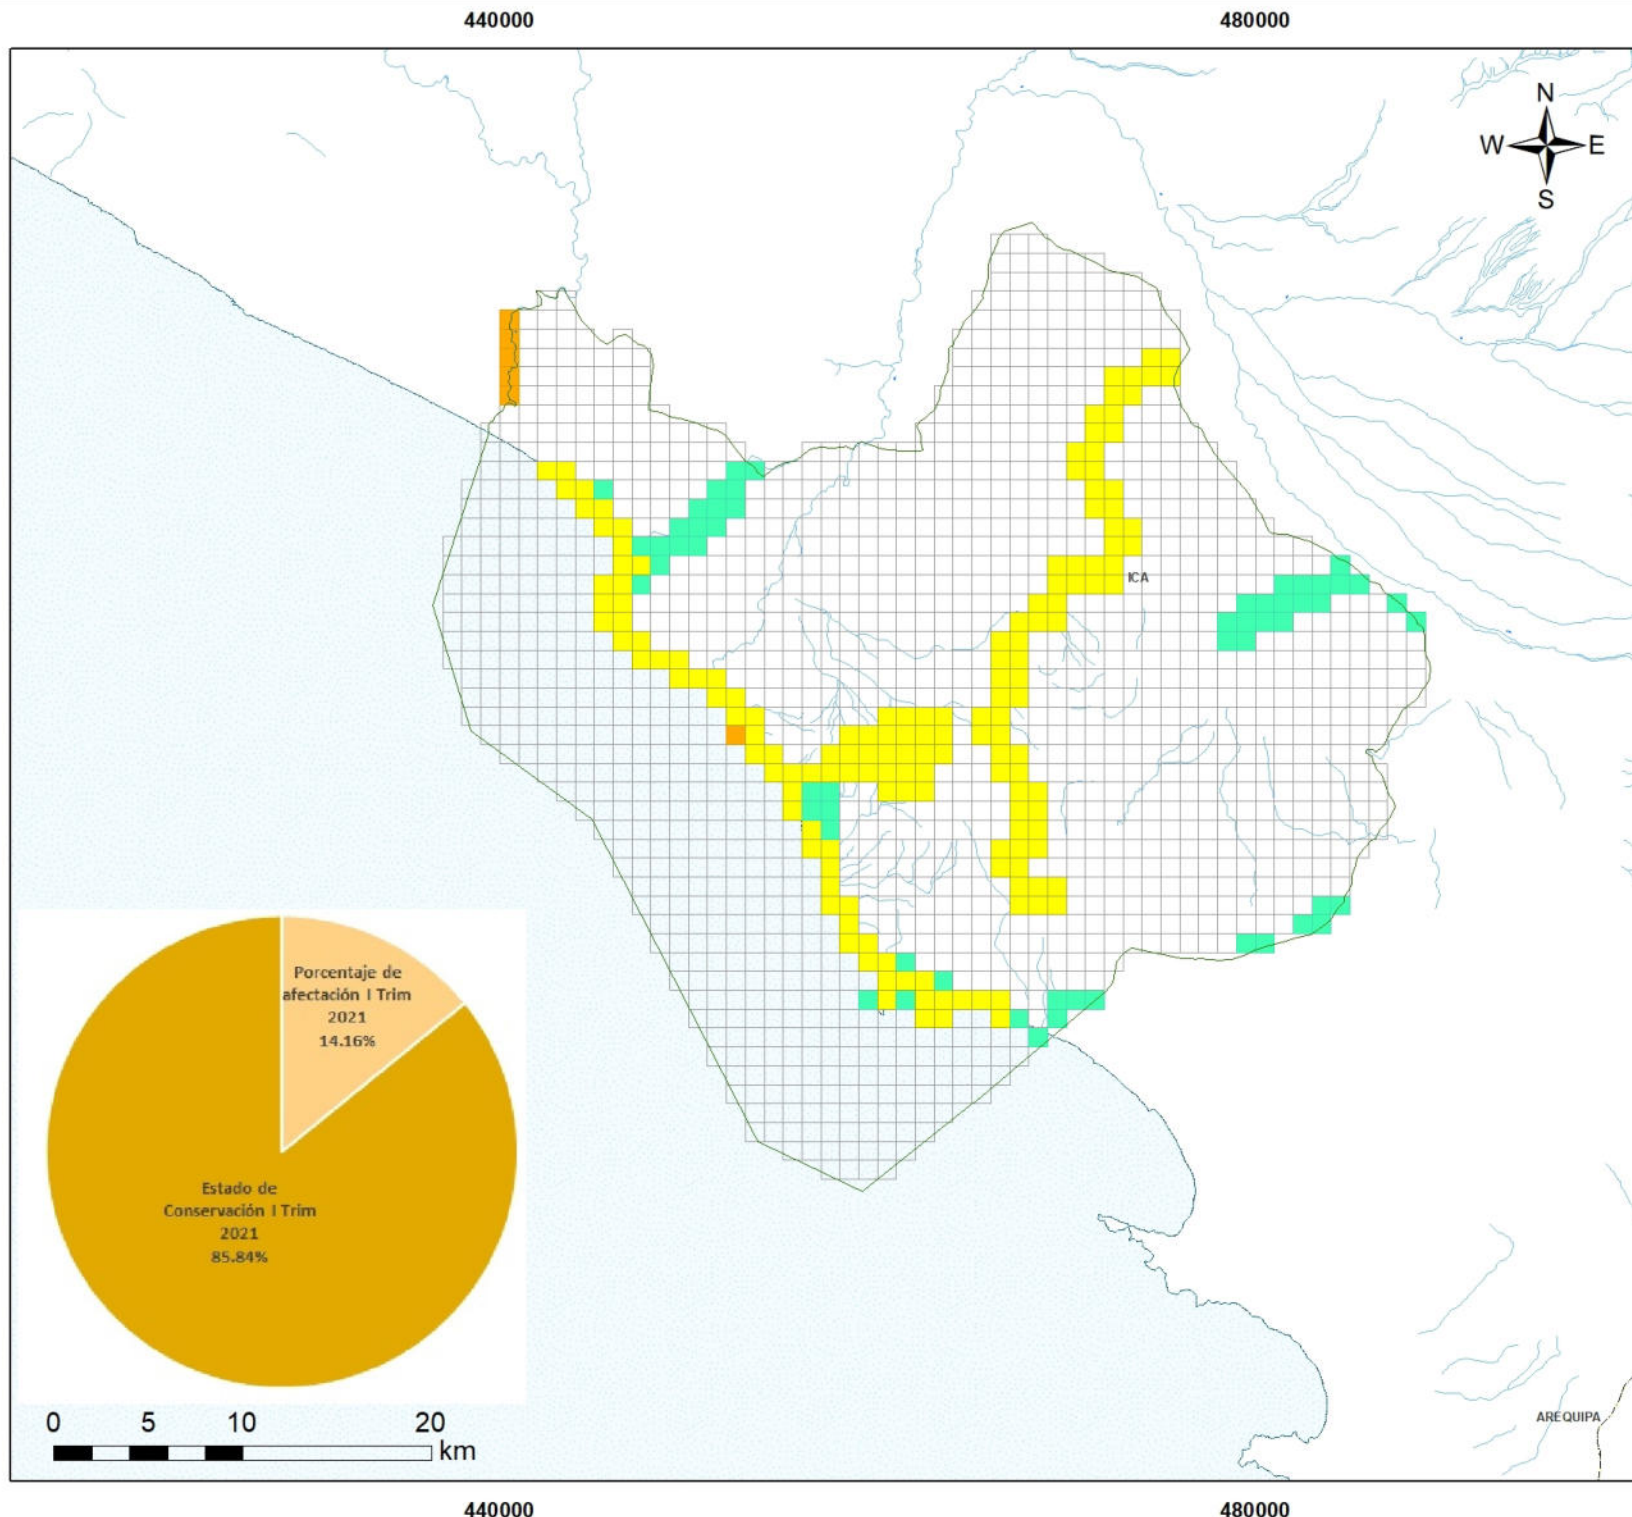 440000 480000
N
W E
S
ICA
Porcentaje de
afectación I Trim
2021
14.16%
Estado de
Conservación I Trim
2021
85.84%
0 5 10 20
km
AREQUIPA
440000 480000